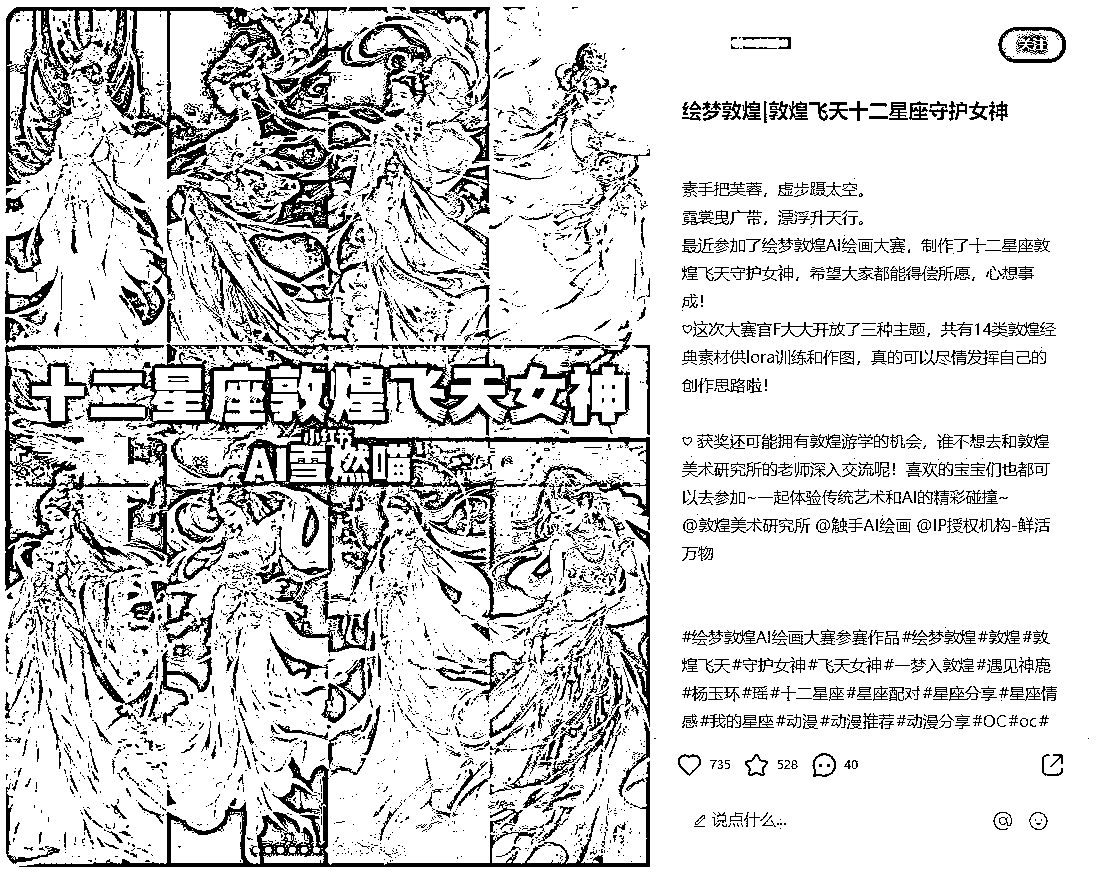 十二星座敦煌飞天女神
小红书
AI雪燃喵
关注
绘梦敦煌|敦煌飞天十二星座守护女神
素手把芙蓉，虚步蹑太空。
霓裳曳广带，漂浮升天行。
最近参加了绘梦敦煌AI绘画大赛，制作了十二星座敦
煌飞天守护女神，希望大家都能得偿所愿，心想事
成！
♡这次大赛官F大大开放了三种主题，共有14类敦煌经
典素材供lora训练和作图，真的可以尽情发挥自己的
创作思路啦！
♡ 获奖还可能拥有敦煌游学的机会，谁不想去和敦煌
美术研究所的老师深入交流呢！喜欢的宝宝们也都可
以去参加~一起体验传统艺术和AI的精彩碰撞~
@敦煌美术研究所 @触手AI绘画 @IP授权机构-鲜活
万物
#绘梦敦煌AI绘画大赛参赛作品#绘梦敦煌#敦煌#敦
煌飞天#守护女神#飞天女神#一梦入敦煌#遇见神鹿
#杨玉环#瑶#十二星座#星座配对#星座分享#星座情
感#我的星座#动漫#动漫推荐#动漫分享#OC#oc#
735 528 40
说点什么...